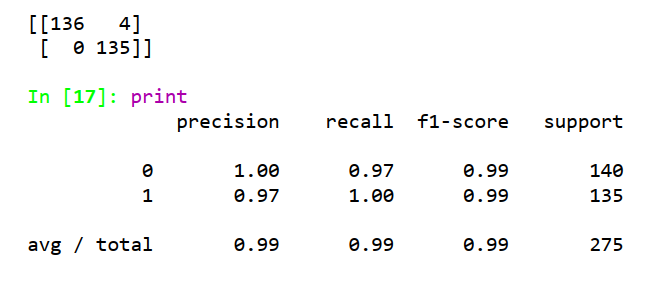 [[136   4]
 [  0 135]]
In [17]: print
             precision    recall  f1-score   support
          0       1.00      0.97      0.99       140
          1       0.97      1.00      0.99       135
avg / total       0.99      0.99      0.99       275